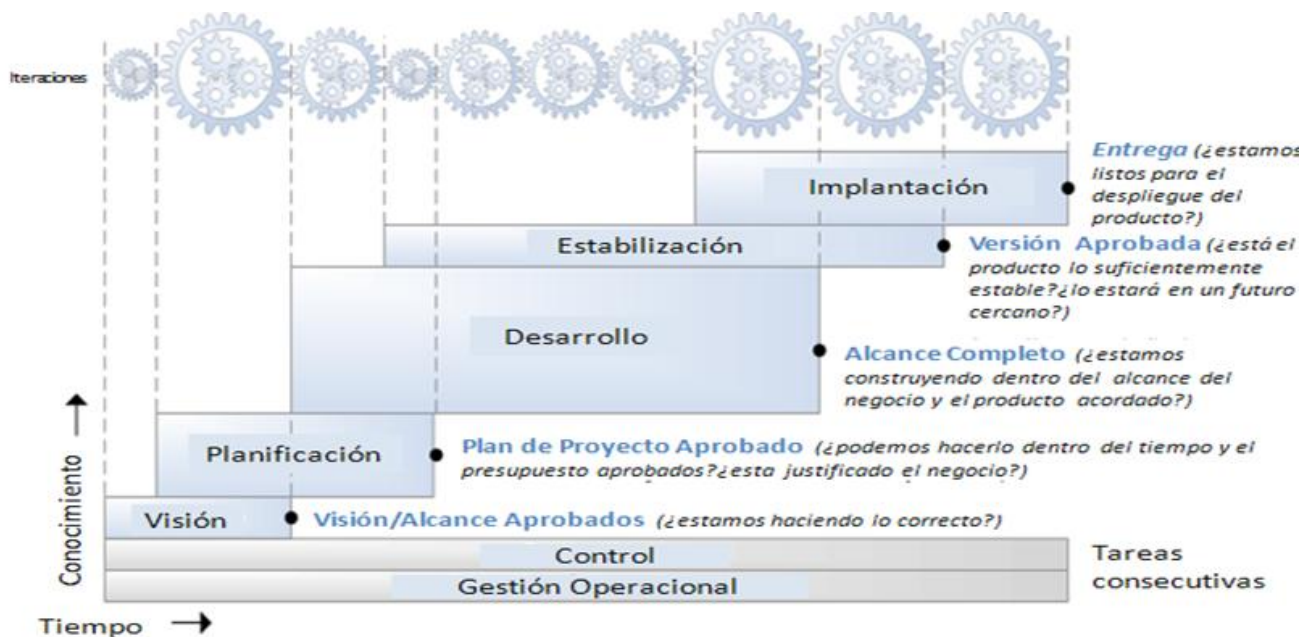 Iteraciones
Entrega (¿estamos
listos para el
despliegue del
producto?)
Implantación
Estabilización
Versión Aprobada (¿está el
producto lo suficientemente
estable?¿lo estará en un futuro
cercano?)
Desarrollo
Alcance Completo (¿estamos
construyendo dentro del alcance del
negocio y el producto acordado?)
Planificación
Plan de Proyecto Aprobado (¿podemos hacerlo dentro del tiempo y el
presupuesto aprobados?¿esta justificado el negocio?)
Visión
Visión/Alcance Aprobados (¿estamos haciendo lo correcto?)
Conocimiento
Control
Gestión Operacional
Tareas
consecutivas
Tiempo